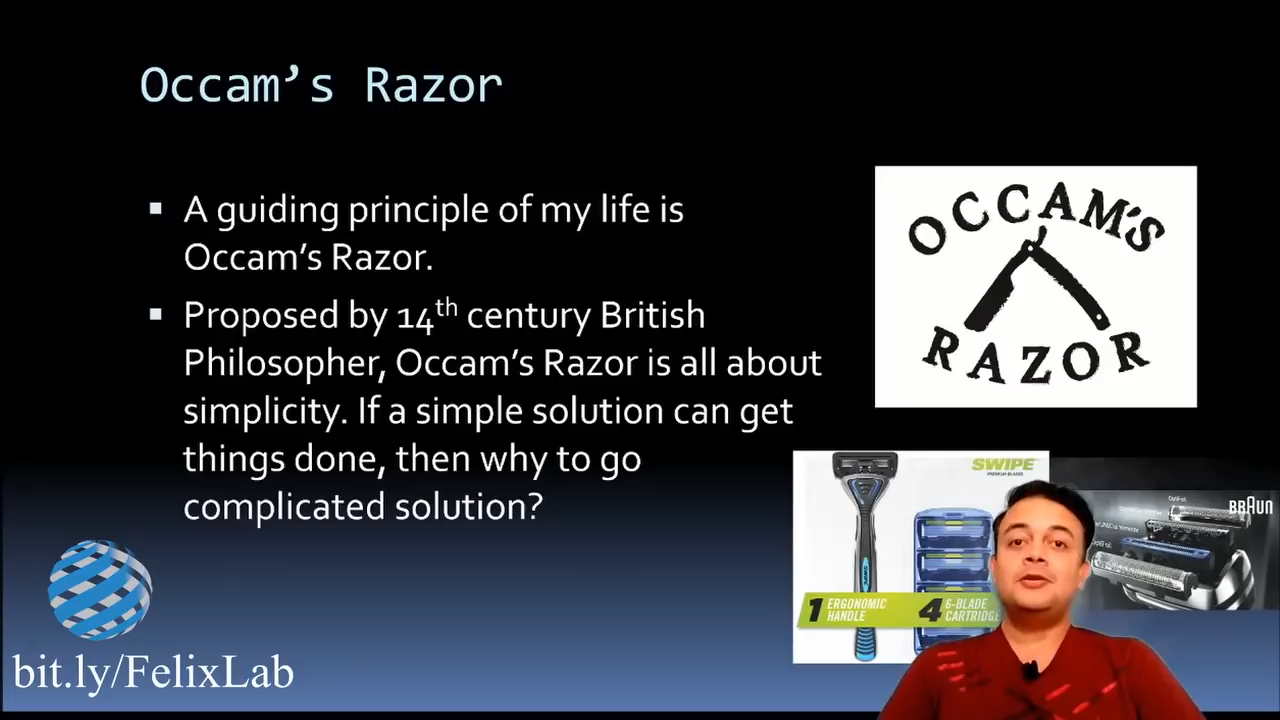 Occam’s Razor
▪ A guiding principle of my life is
Occam’s Razor.
▪ Proposed by 14th century British
Philosopher, Occam’s Razor is all about
simplicity. If a simple solution can get
things done, then why to go
complicated solution?
OCCAM'S
RAZOR
SWIPE
PREMIUM BLADES
BRAUN
1 ERGONOMIC
HANDLE
4 6-BLADE
CARTRIDGE
bit.ly/FelixLab